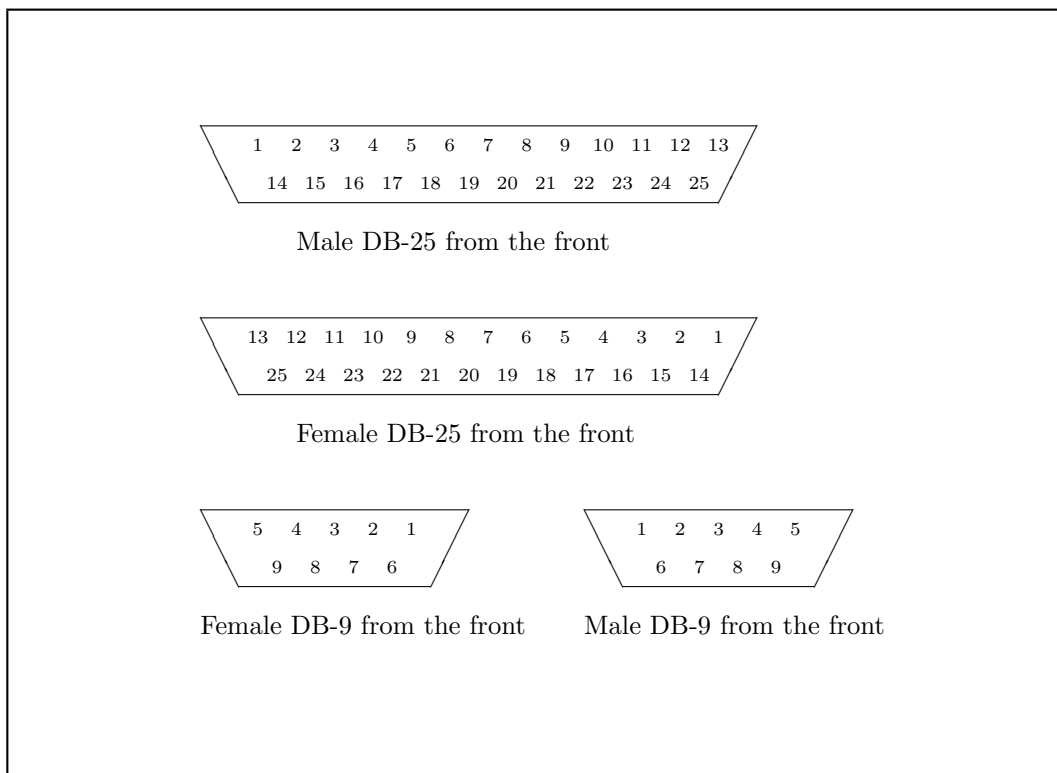 1 2 3 4 5 6 7 8 9 10 11 12 13
14 15 16 17 18 19 20 21 22 23 24 25
Male DB-25 from the front
13 12 11 10 9 8 7 6 5 4 3 2 1
25 24 23 22 21 20 19 18 17 16 15 14
Female DB-25 from the front
5 4 3 2 1
9 8 7 6
Female DB-9 from the front
1 2 3 4 5
6 7 8 9
Male DB-9 from the front